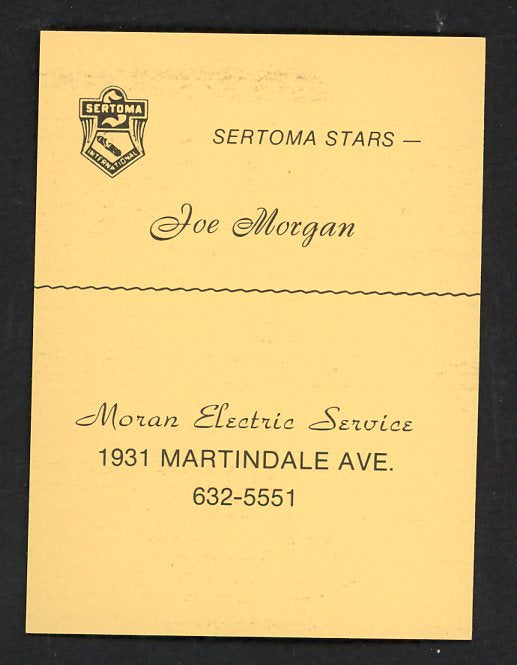 SERTOMA
INTERNATIONAL
SERTOMA STARS —
Joe Morgan
Moran Electric Service
1931 MARTINDALE AVE.
632-5551